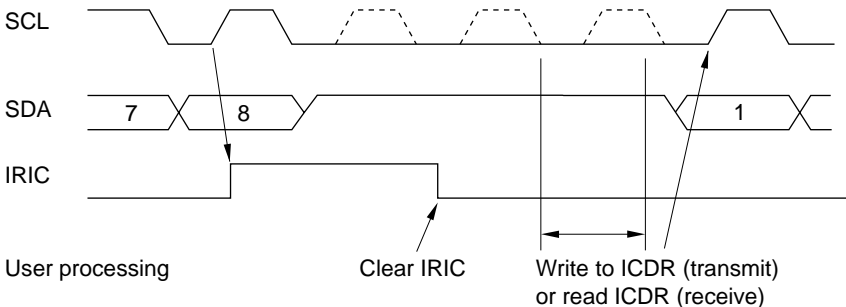 SCL
SDA
7
8
1
IRIC
User processing
Clear IRIC
Write to ICDR (transmit)
or read ICDR (receive)